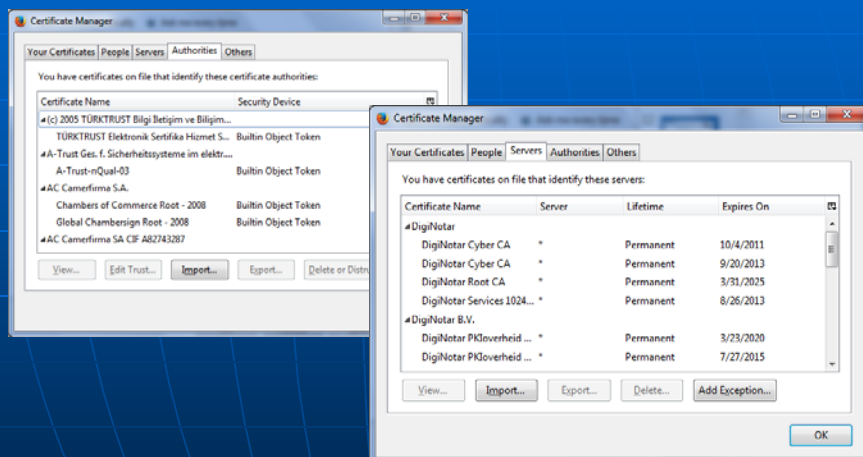 Certificate Manager
Your Certificates People Servers Authorities Others
You have certificates on file that identify these certificate authorities:
Certificate Name Security Device
(c) 2005 TÜRKTRUST Bilgi İletişim ve Bilişim...
TÜRKTRUST Elektronik Sertifika Hizmet S... Builtin Object Token
A-Trust Ges. f. Sicherheitssysteme im elektr....
A-Trust-nQual-03 Builtin Object Token
AC Camerfirma S.A.
Chambers of Commerce Root - 2008 Builtin Object Token
Global Chambersign Root - 2008 Builtin Object Token
AC Camerfirma SA CIF A82743287
View... Edit Trust... Import... Export... Delete or Distru
Certificate Manager
Your Certificates People Servers Authorities Others
You have certificates on file that identify these servers:
Certificate Name Server Lifetime Expires On
DigiNotar
DigiNotar Cyber CA * Permanent 10/4/2011
DigiNotar Cyber CA * Permanent 9/20/2013
DigiNotar Root CA * Permanent 3/31/2025
DigiNotar Services 1024... * Permanent 8/26/2013
DigiNotar B.V.
DigiNotar PKIoverheid ... * Permanent 3/23/2020
DigiNotar PKIoverheid ... * Permanent 7/27/2015
View... Import... Export... Delete... Add Exception...
OK